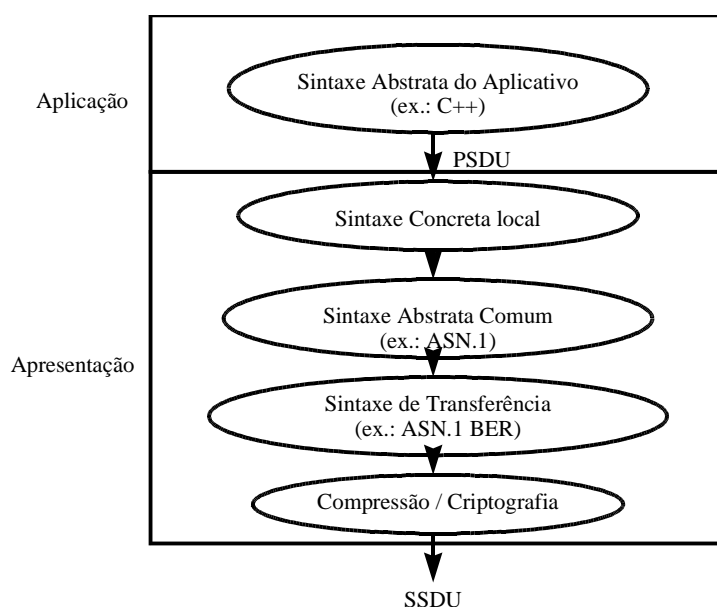 Sintaxe Abstrata do Aplicativo
(ex.: C++)
Aplicação
PSDU
Sintaxe Concreta local
Sintaxe Abstrata Comum
(ex.: ASN.1)
Apresentação
Sintaxe de Transferência
(ex.: ASN.1 BER)
Compressão / Criptografia
SSDU